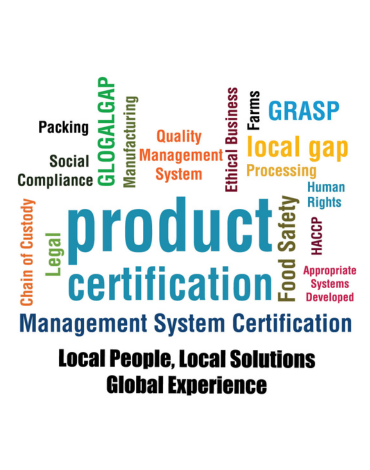 GLOGALGAP
Manufacturing
Ethical Business
Farms
GRASP
Packing
Quality
Management
System
local gap
Processing
Social
Compliance
Human
Rights
Chain of Custody
Legal
product
certification
Food Safety
HACCP
Appropriate
Systems
Developed
Management System Certification
Local People, Local Solutions
Global Experience